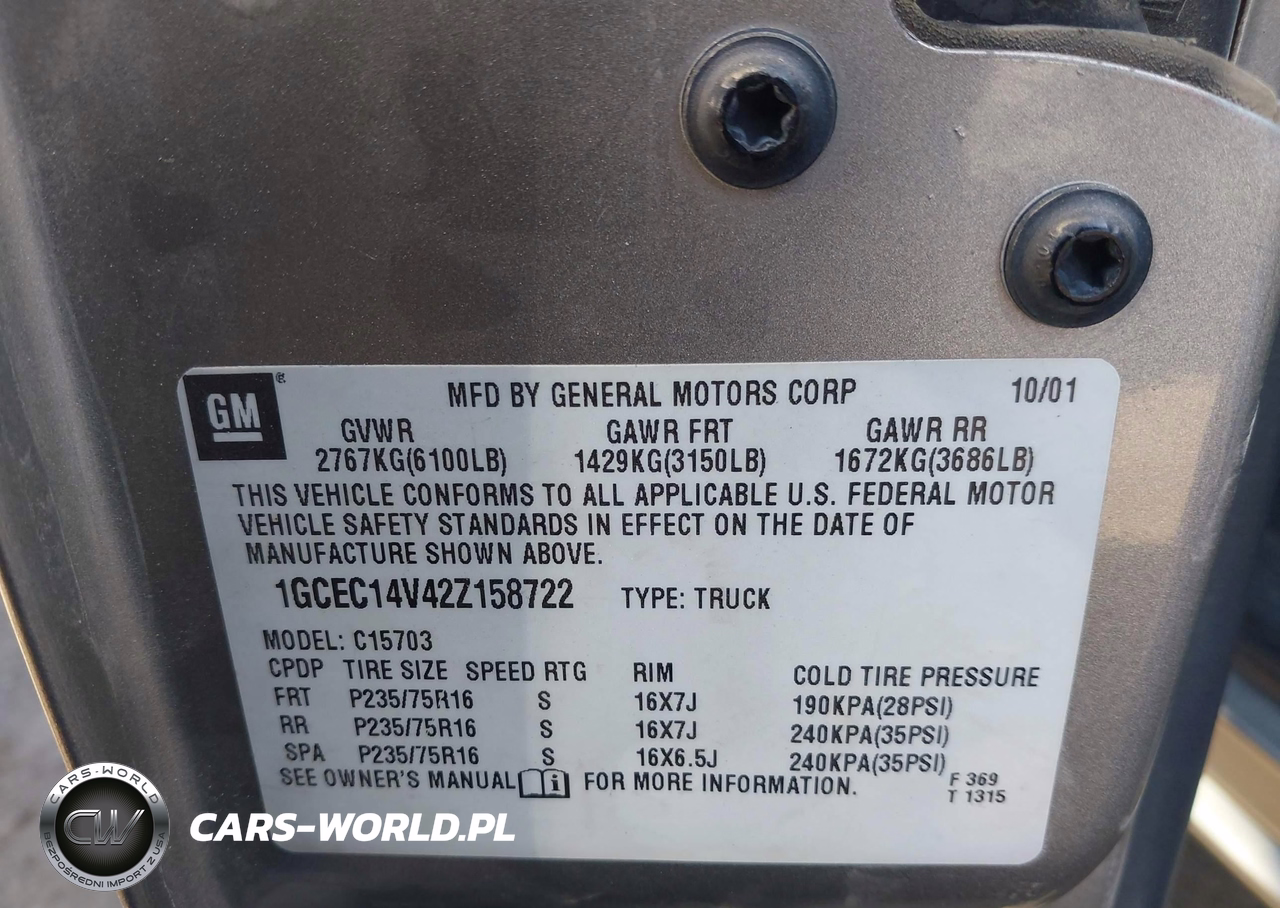 GM
MFD BY GENERAL MOTORS CORP 10/01
GVWR GAWR FRT GAWR RR
2767KG(6100LB) 1429KG(3150LB) 1672KG(3686LB)
THIS VEHICLE CONFORMS TO ALL APPLICABLE U.S. FEDERAL MOTOR
VEHICLE SAFETY STANDARDS IN EFFECT ON THE DATE OF
MANUFACTURE SHOWN ABOVE.
1GCEC14V42Z158722 TYPE: TRUCK
MODEL: C15703
CPDP TIRE SIZE SPEED RTG RIM COLD TIRE PRESSURE
FRT P235/75R16 S 16X7J 190KPA(28PSI)
RR P235/75R16 S 16X7J 240KPA(35PSI)
SPA P235/75R16 S 16X6.5J 240KPA(35PSI)
SEE OWNER'S MANUAL i FOR MORE INFORMATION.
F 369
T 1315
CARS-WORLD
CW
BEZPOŚREDNI IMPORT Z USA
CARS-WORLD.PL